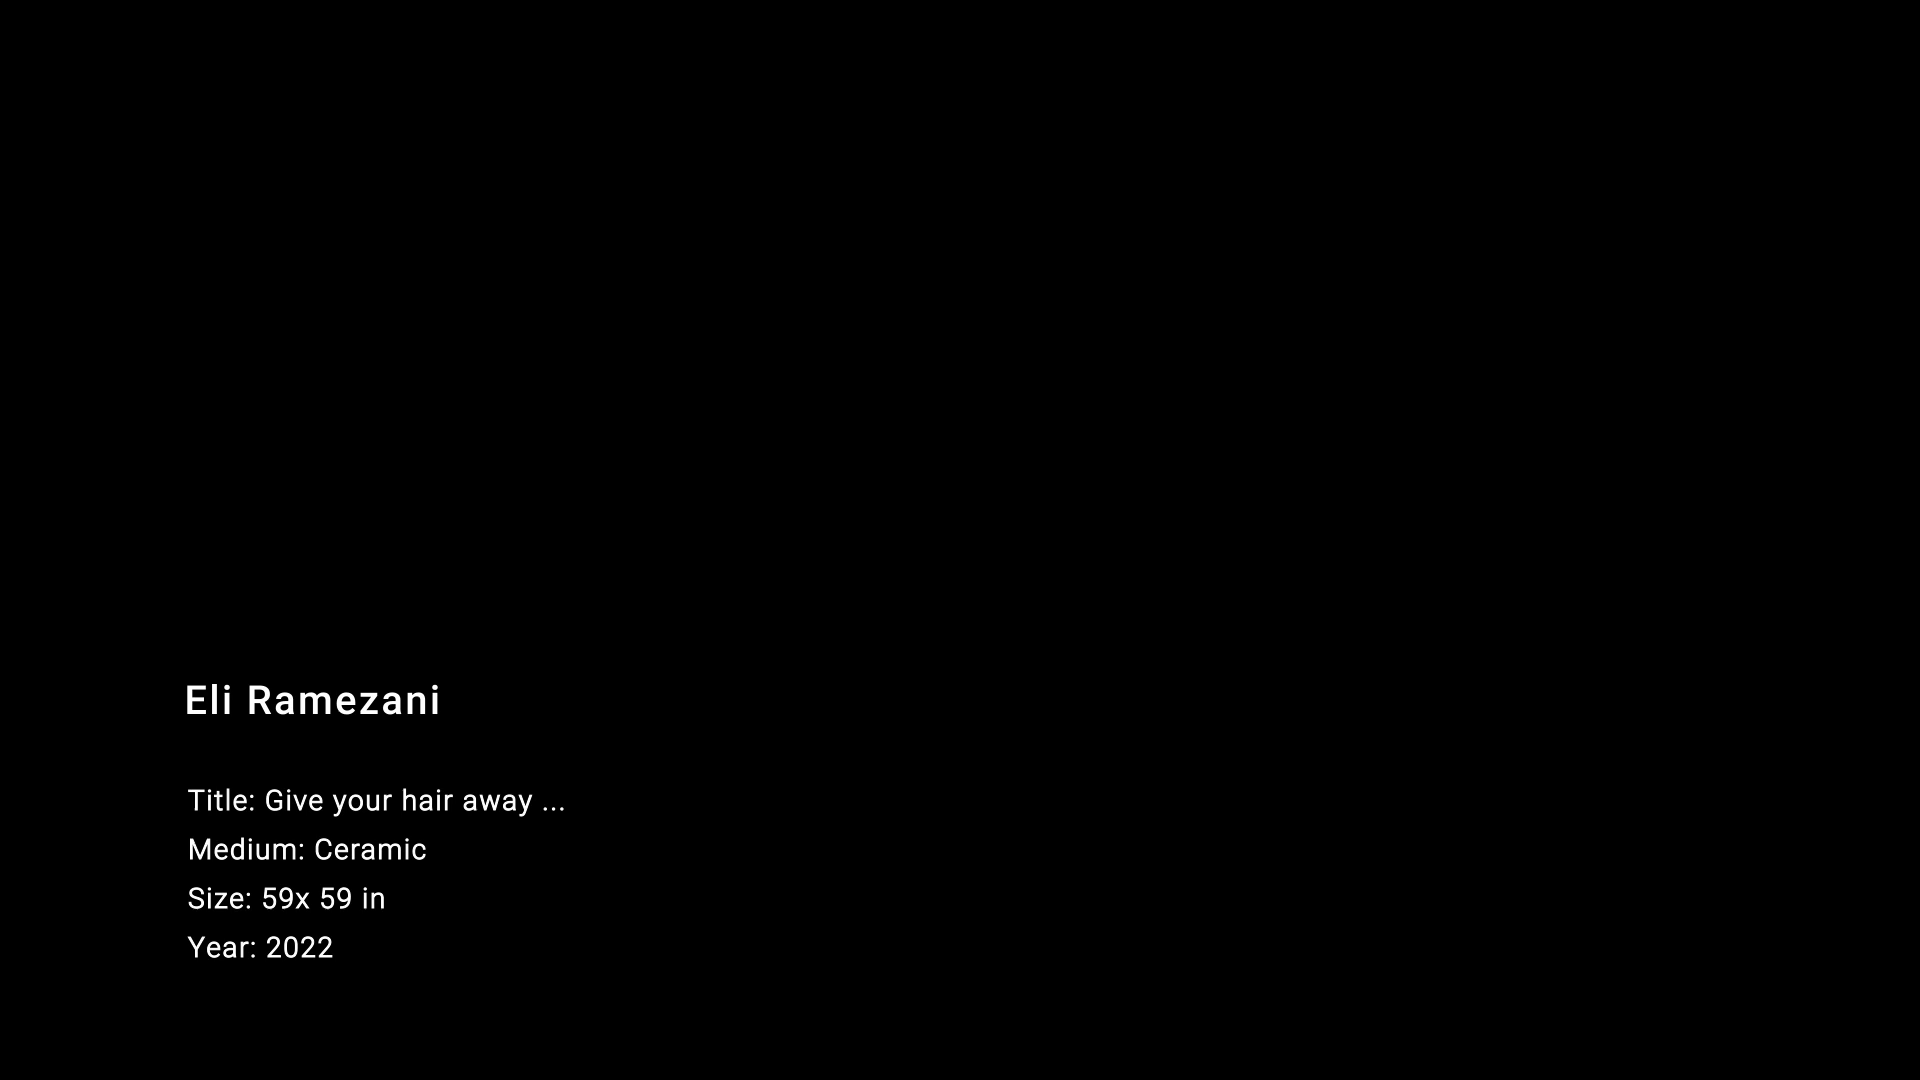 Eli Ramezani
Title: Give your hair away ...
Medium: Ceramic
Size: 59x 59 in
Year: 2022